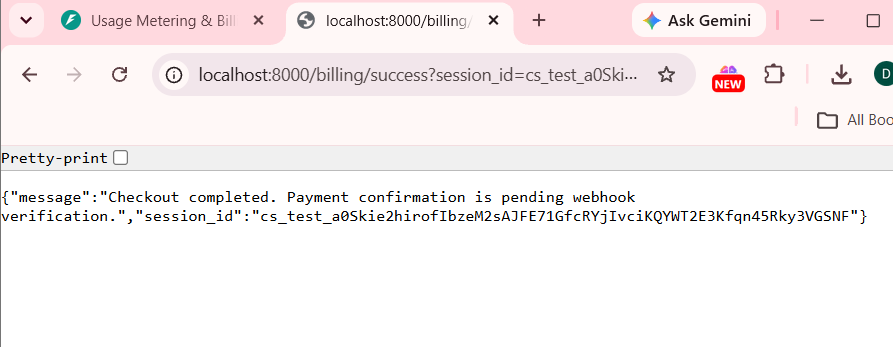 Usage Metering & Bill
localhost:8000/billing/
Ask Gemini
localhost:8000/billing/success?session_id=cs_test_a0Ski...
NEW
D
All Boo
Pretty-print
{"message":"Checkout completed. Payment confirmation is pending webhook
verification.","session_id":"cs_test_a0Skie2hirofIbzeM2sAJFE71GfcRYjIvciKQYWT2E3Kfqn45Rky3VGSNF"}